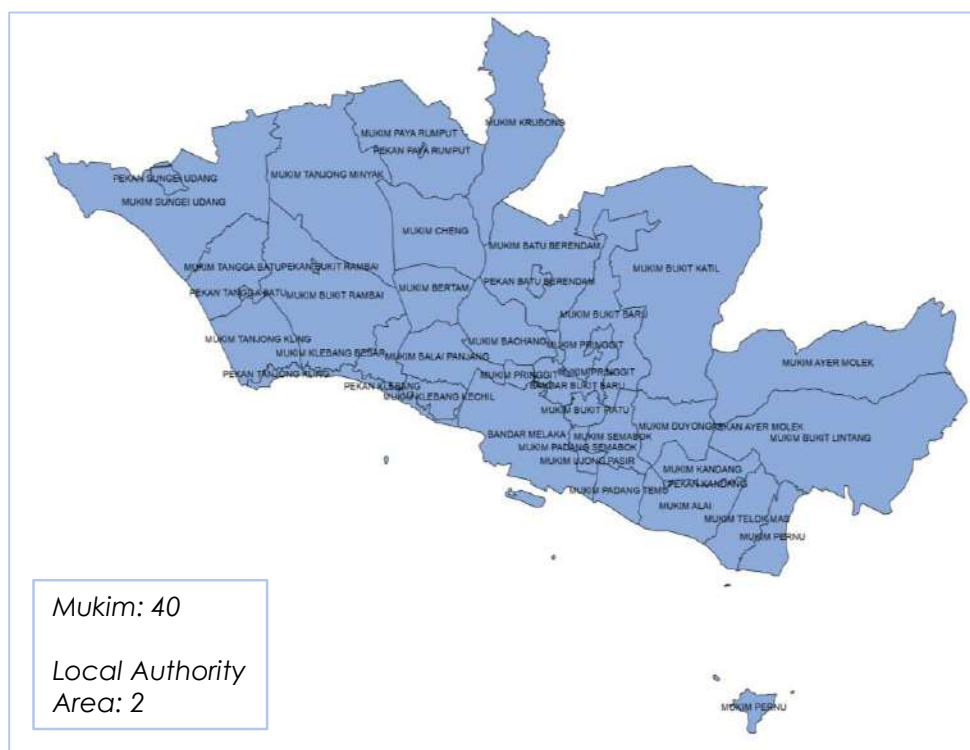 MUKIM KRUBONG
MUKIM PAYA RUMPUT
PEKAN PAYA RUMPUT
PEKAN SUNGEI UDANG
MUKIM TANJONG MINYAK
MUKIM SUNGEI UDANG
MUKIM CHENG
MUKIM BATU BERENDAM
MUKIM TANGGA BATU
PEKAN BUKIT RAMBAI
MUKIM BUKIT KATIL
PEKAN BATU BERENDAM
MUKIM BERTAM
PEKAN TANGGA BATU
MUKIM BUKIT RAMBAI
MUKIM BUKIT BARU
MUKIM TANJONG KLING
MUKIM BACHANG
MUKIM PRINGGIT
MUKIM KLEBANG BESAR
MUKIM BALAI PANJANG
MUKIM AYER MOLEK
PEKAN TANJONG KLING
MUKIM PRINGGIT
MUKIM PRINGGIT
PEKAN KLEBANG
BANDAR BUKIT BARU
MUKIM KLEBANG KECHIL
MUKIM BUKIT PIATU
MUKIM DUYONG
PEKAN AYER MOLEK
BANDAR MELAKA
MUKIM SEMABOK
MUKIM BUKIT LINTANG
MUKIM PADANG SEMABOK
MUKIM UJONG PASIR
MUKIM KANDANG
PEKAN KANDANG
MUKIM PADANG TEMU
MUKIM ALAI
MUKIM TELOK MAS
MUKIM PERNU
Mukim: 40
Local Authority
Area: 2
MUKIM PERNU